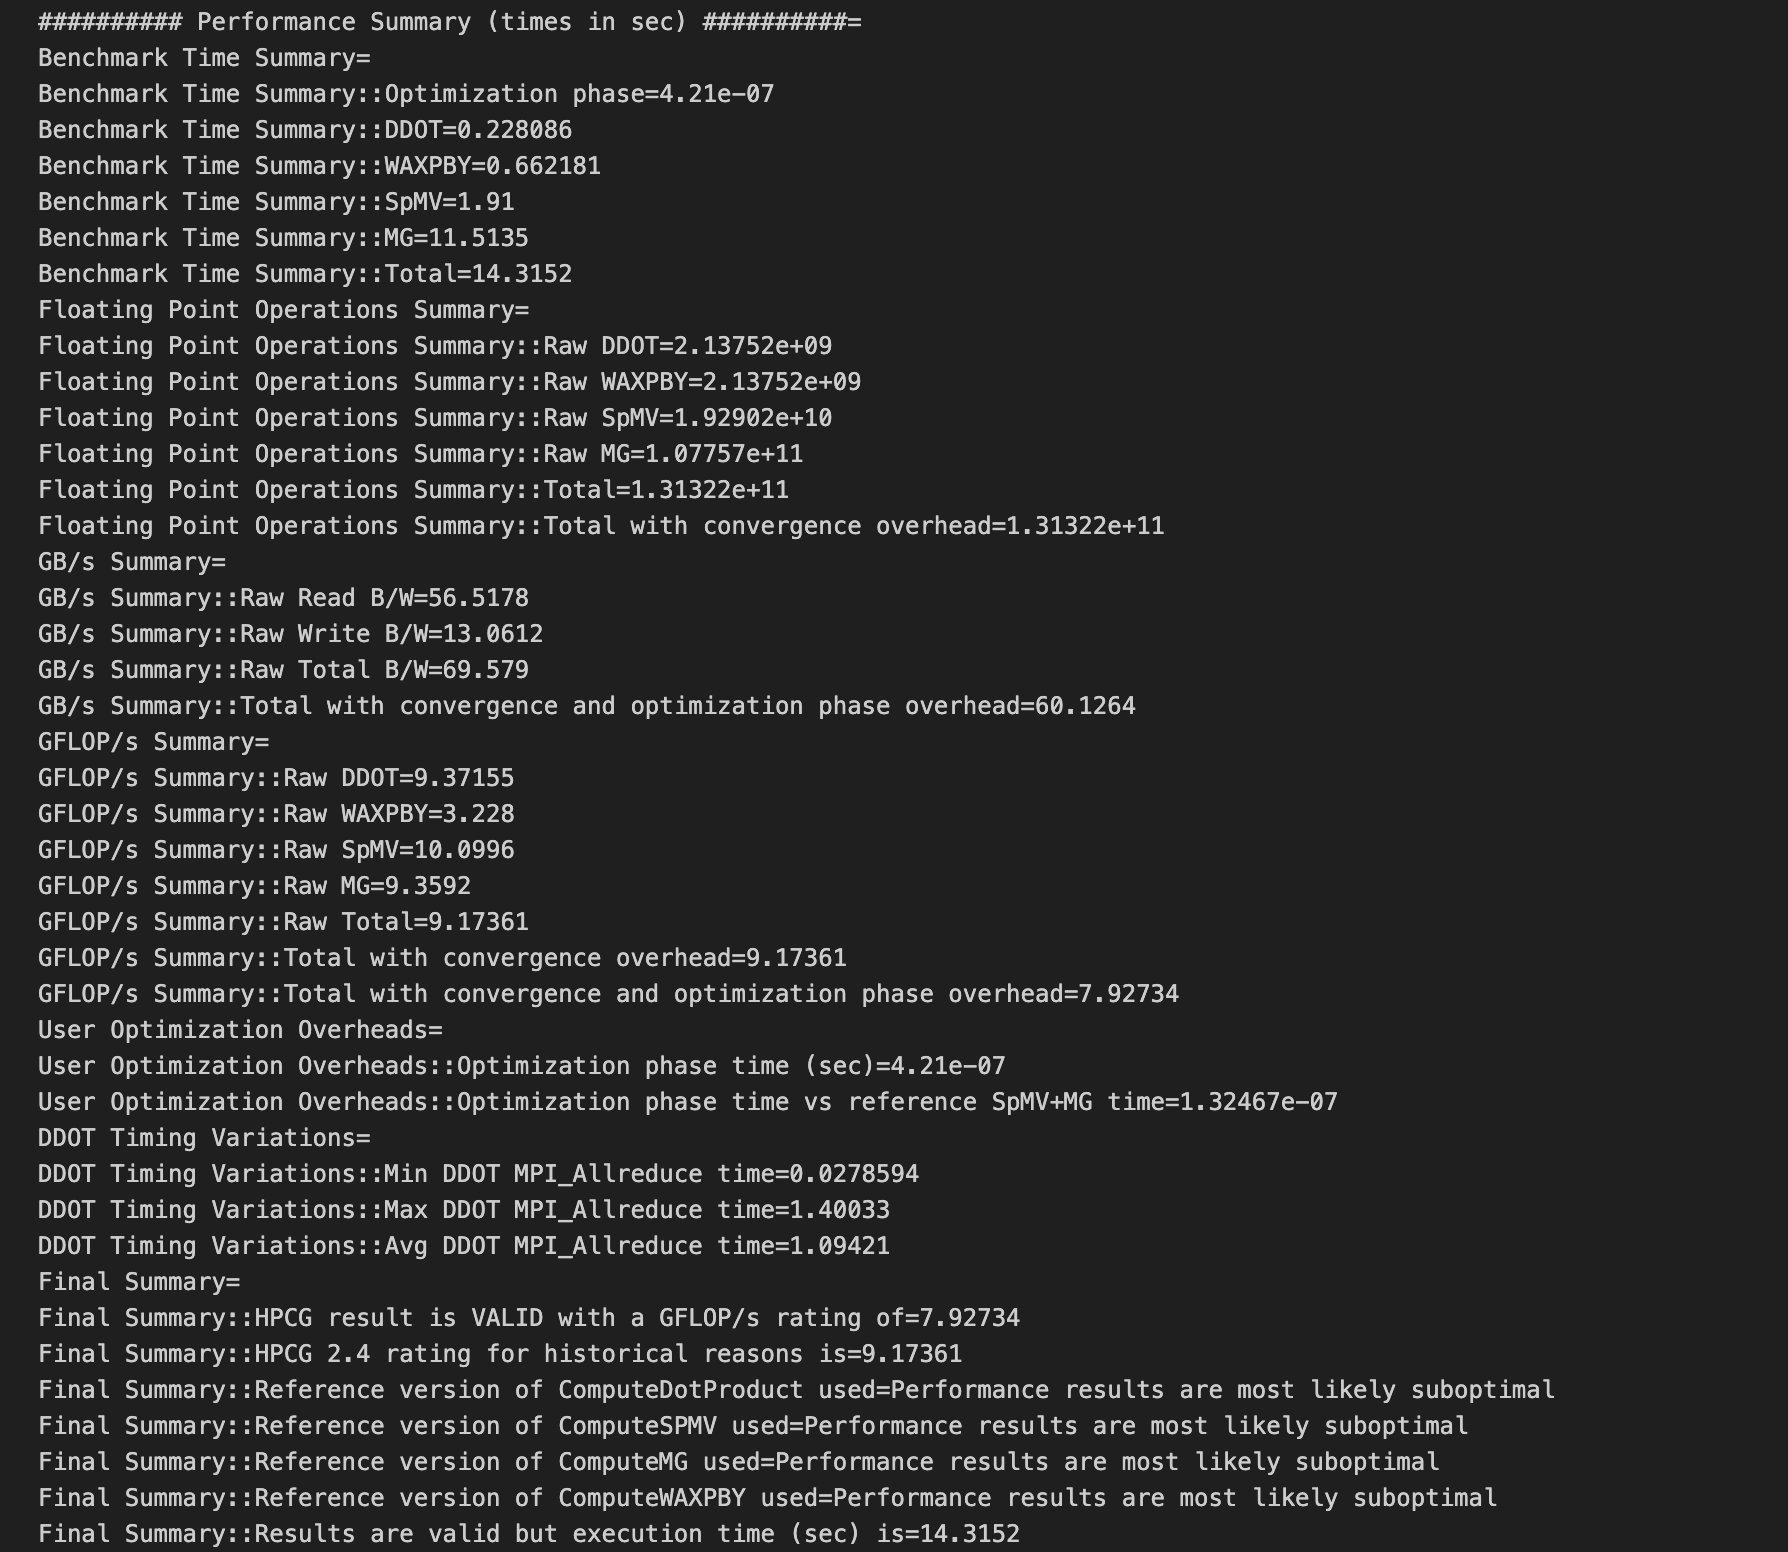 ########## Performance Summary (times in sec) ##########=
Benchmark Time Summary=
Benchmark Time Summary::Optimization phase=4.21e-07
Benchmark Time Summary::DDOT=0.228086
Benchmark Time Summary::WAXPBY=0.662181
Benchmark Time Summary::SpMV=1.91
Benchmark Time Summary::MG=11.5135
Benchmark Time Summary::Total=14.3152
Floating Point Operations Summary=
Floating Point Operations Summary::Raw DDOT=2.13752e+09
Floating Point Operations Summary::Raw WAXPBY=2.13752e+09
Floating Point Operations Summary::Raw SpMV=1.92902e+10
Floating Point Operations Summary::Raw MG=1.07757e+11
Floating Point Operations Summary::Total=1.31322e+11
Floating Point Operations Summary::Total with convergence overhead=1.31322e+11
GB/s Summary=
GB/s Summary::Raw Read B/W=56.5178
GB/s Summary::Raw Write B/W=13.0612
GB/s Summary::Raw Total B/W=69.579
GB/s Summary::Total with convergence and optimization phase overhead=60.1264
GFLOP/s Summary=
GFLOP/s Summary::Raw DDOT=9.37155
GFLOP/s Summary::Raw WAXPBY=3.228
GFLOP/s Summary::Raw SpMV=10.0996
GFLOP/s Summary::Raw MG=9.3592
GFLOP/s Summary::Raw Total=9.17361
GFLOP/s Summary::Total with convergence overhead=9.17361
GFLOP/s Summary::Total with convergence and optimization phase overhead=7.92734
User Optimization Overheads=
User Optimization Overheads::Optimization phase time (sec)=4.21e-07
User Optimization Overheads::Optimization phase time vs reference SpMV+MG time=1.32467e-07
DDOT Timing Variations=
DDOT Timing Variations::Min DDOT MPI_Allreduce time=0.0278594
DDOT Timing Variations::Max DDOT MPI_Allreduce time=1.40033
DDOT Timing Variations::Avg DDOT MPI_Allreduce time=1.09421
Final Summary=
Final Summary::HPCG result is VALID with a GFLOP/s rating of=7.92734
Final Summary::HPCG 2.4 rating for historical reasons is=9.17361
Final Summary::Reference version of ComputeDotProduct used=Performance results are most likely suboptimal
Final Summary::Reference version of ComputeSPMV used=Performance results are most likely suboptimal
Final Summary::Reference version of ComputeMG used=Performance results are most likely suboptimal
Final Summary::Reference version of ComputeWAXPBY used=Performance results are most likely suboptimal
Final Summary::Results are valid but execution time (sec) is=14.3152